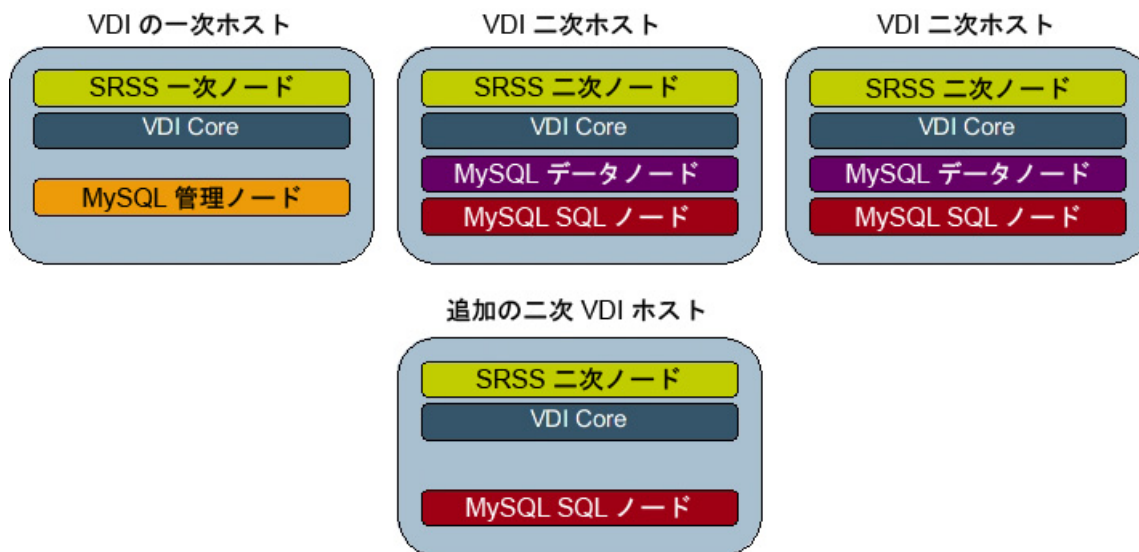 VDI の一次ホスト
SRSS 一次ノード
VDI Core
MySQL 管理ノード
VDI 二次ホスト
SRSS 二次ノード
VDI Core
MySQL データノード
MySQL SQL ノード
VDI 二次ホスト
SRSS 二次ノード
VDI Core
MySQL データノード
MySQL SQL ノード
追加の二次 VDI ホスト
SRSS 二次ノード
VDI Core
MySQL SQL ノード